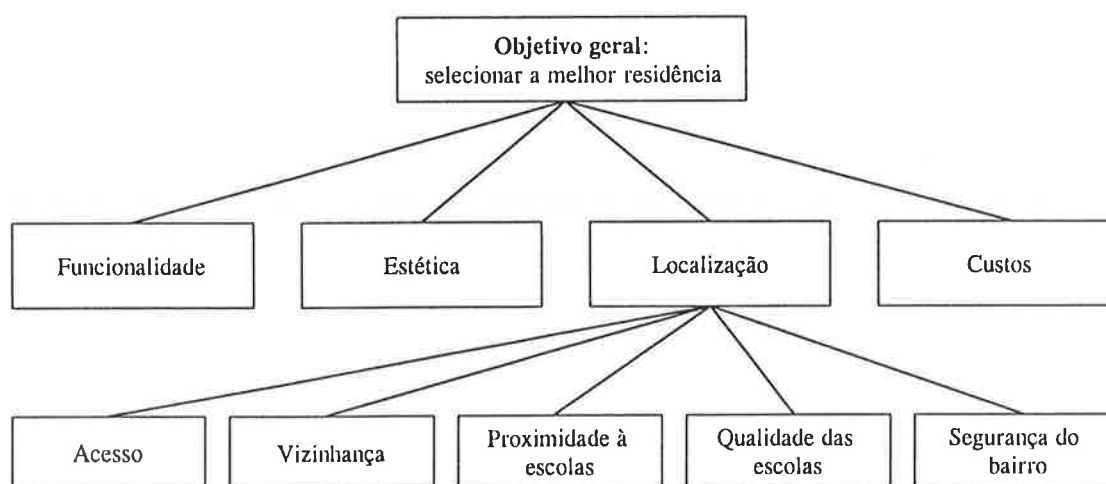 Objetivo geral:
selecionar a melhor residência
Funcionalidade
Estética
Localização
Custos
Acesso
Vizinhança
Proximidade à
escolas
Qualidade das
escolas
Segurança do
bairro